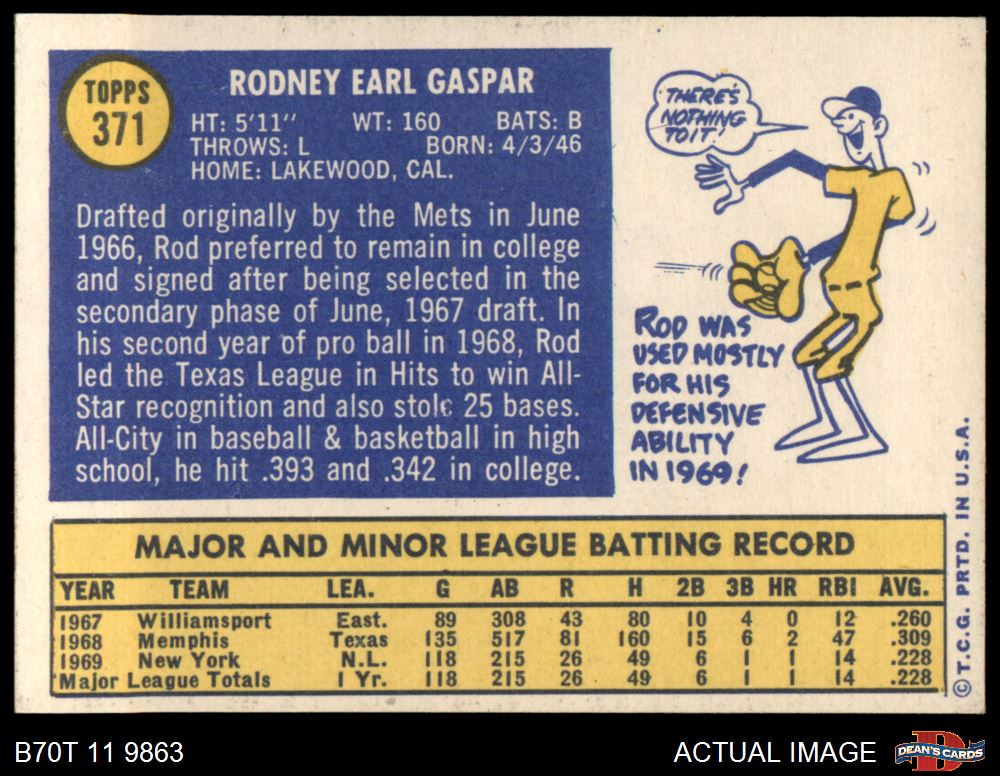 TOPPS
371
RODNEY EARL GASPAR
HT: 5'11" WT: 160 BATS: B
THROWS: L BORN: 4/3/46
HOME: LAKEWOOD, CAL.
Drafted originally by the Mets in June
1966, Rod preferred to remain in college
and signed after being selected in the
secondary phase of June, 1967 draft. In
his second year of pro ball in 1968, Rod
led the Texas League in Hits to win All-
Star recognition and also stole 25 bases.
All-City in baseball & basketball in high
school, he hit .393 and .342 in college.
THERE'S
NOTHING
TO IT!
ROD WAS
USED MOSTLY
FOR HIS
DEFENSIVE
ABILITY
IN 1969!
MAJOR AND MINOR LEAGUE BATTING RECORD
YEAR TEAM LEA. G AB R H 2B 3B HR RBI AVG.
1967 Williamsport East. 89 308 43 80 10 4 0 12 .260
1968 Memphis Texas 135 517 81 160 15 6 2 47 .309
1969 New York N.L. 118 215 26 49 6 1 1 14 .228
Major League Totals 1 Yr. 118 215 26 49 6 1 1 14 .228
© T.C.G. PRTD. IN U.S.A.
B70T 11 9863
ACTUAL IMAGE
DEAN'S CARDS